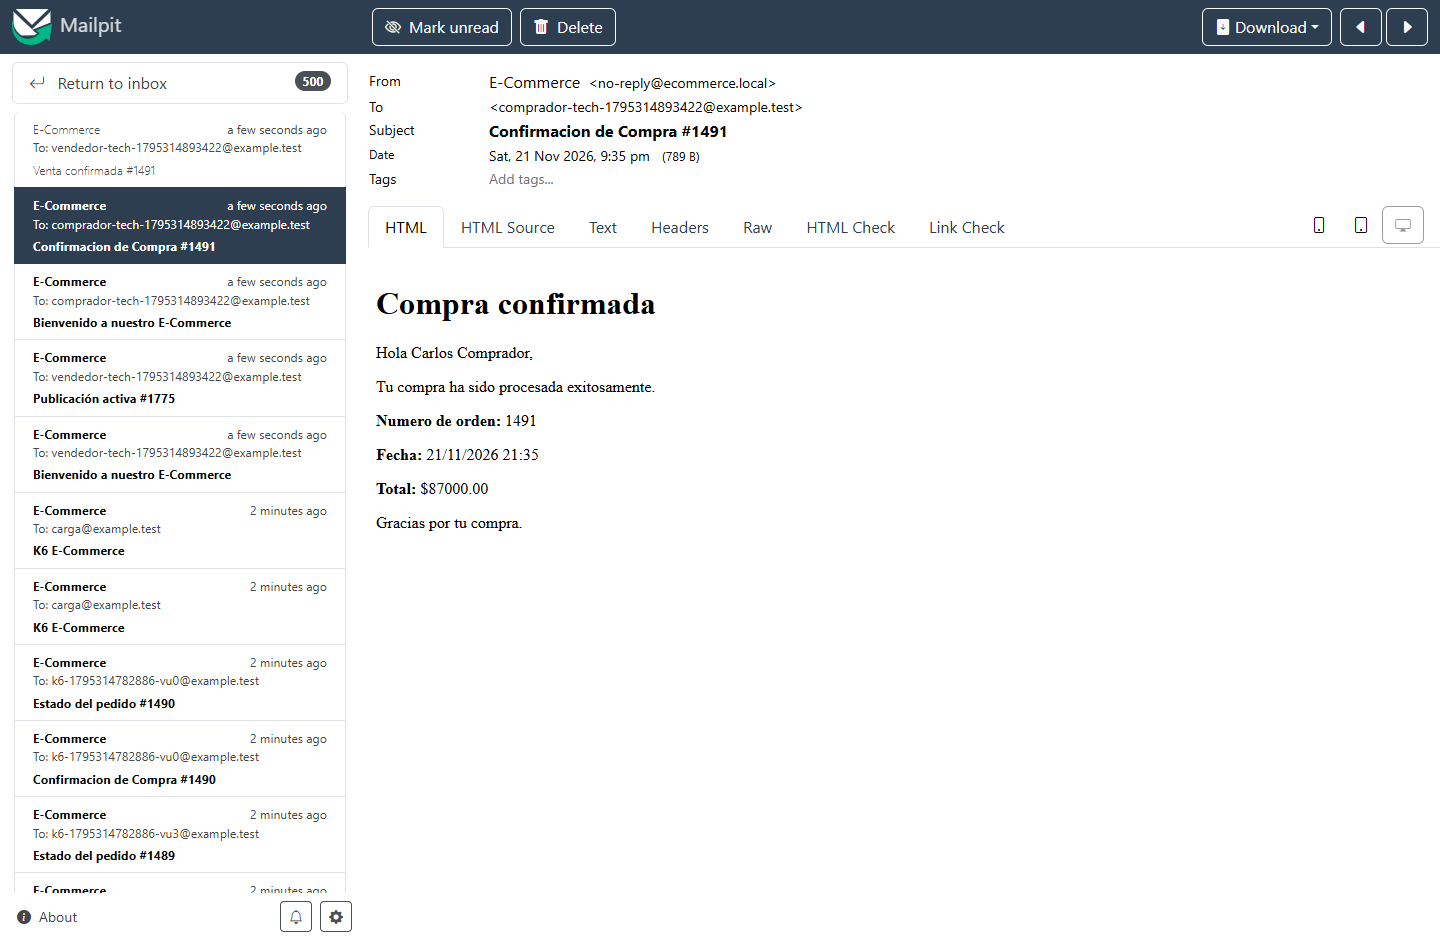 Mailpit
Mark unread
Delete
Download
Return to inbox
500
E-Commerce a few seconds ago
To: vendedor-tech-1795314893422@example.test
Venta confirmada #1491
E-Commerce a few seconds ago
To: comprador-tech-1795314893422@example.test
Confirmacion de Compra #1491
E-Commerce a few seconds ago
To: comprador-tech-1795314893422@example.test
Bienvenido a nuestro E-Commerce
E-Commerce a few seconds ago
To: vendedor-tech-1795314893422@example.test
Publicación activa #1775
E-Commerce a few seconds ago
To: vendedor-tech-1795314893422@example.test
Bienvenido a nuestro E-Commerce
E-Commerce 2 minutes ago
To: carga@example.test
K6 E-Commerce
E-Commerce 2 minutes ago
To: carga@example.test
K6 E-Commerce
E-Commerce 2 minutes ago
To: k6-1795314782886-vu0@example.test
Estado del pedido #1490
E-Commerce 2 minutes ago
To: k6-1795314782886-vu0@example.test
Confirmacion de Compra #1490
E-Commerce 2 minutes ago
To: k6-1795314782886-vu3@example.test
Estado del pedido #1489
E-Commerce 2 minutes ago
About
From E-Commerce <no-reply@ecommerce.local>
To <comprador-tech-1795314893422@example.test>
Subject Confirmacion de Compra #1491
Date Sat, 21 Nov 2026, 9:35 pm (789 B)
Tags Add tags...
HTML HTML Source Text Headers Raw HTML Check Link Check
Compra confirmada
Hola Carlos Comprador,
Tu compra ha sido procesada exitosamente.
Numero de orden: 1491
Fecha: 21/11/2026 21:35
Total: $87000.00
Gracias por tu compra.